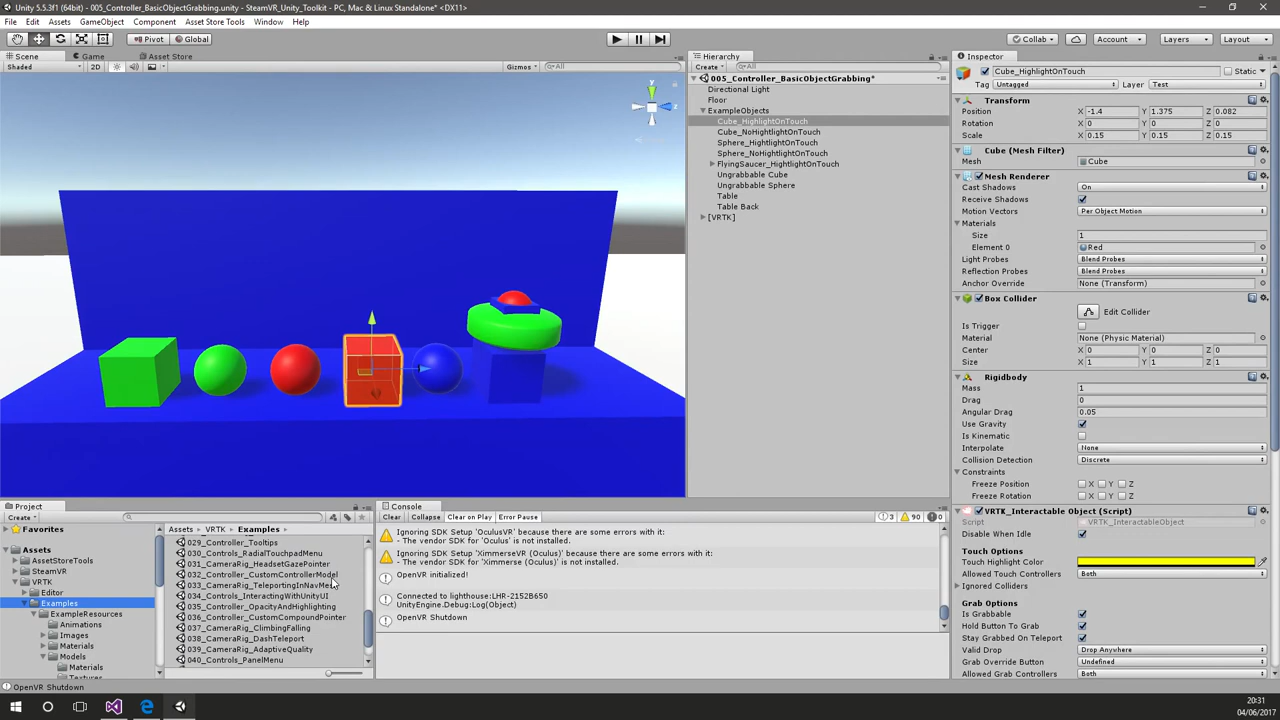 Unity 5.5.3f1 (64bit) - 005_Controller_BasicObjectGrabbing* - SteamVR_Unity_Toolkit - PC, Mac & Linux Standalone* <DX11>
File Edit Assets GameObject Component Asset Store Tools Window Help
Pivot Global Collab Account Layers Layout
Scene Game Asset Store
Shaded 2D Gizmos All
y
z
Hierarchy
Create All
005_Controller_BasicObjectGrabbing*
Directional Light
Floor
ExampleObjects
Cube_HighlightOnTouch
Cube_NoHightlightOnTouch
Sphere_HightlightOnTouch
Sphere_NoHightlightOnTouch
FlyingSaucer_HightlightOnTouch
Ungrabbable Cube
Ungrabbable Sphere
Table
Table Back
[VRTK]
Inspector
Cube_HighlightOnTouch Static
Tag Untagged Layer Test
Transform
Position X -1.4 Y 1.375 Z 0.082
Rotation X 0 Y 0 Z 0
Scale X 0.15 Y 0.15 Z 0.15
Cube (Mesh Filter)
Mesh Cube
Mesh Renderer
Cast Shadows On
Receive Shadows
Motion Vectors Per Object Motion
Materials
Size 1
Element 0 Red
Light Probes Blend Probes
Reflection Probes Blend Probes
Anchor Override None (Transform)
Box Collider
Edit Collider
Is Trigger
Material None (Physic Material)
Center X 0 Y 0 Z 0
Size X 1 Y 1 Z 1
Rigidbody
Mass 1
Drag 0
Angular Drag 0.05
Use Gravity
Is Kinematic
Interpolate None
Collision Detection Discrete
Constraints
Freeze Position X Y Z
Freeze Rotation X Y Z
VRTK_Interactable Object (Script)
Script VRTK_InteractableObject
Disable When Idle
Touch Options
Touch Highlight Color
Allowed Touch Controllers Both
Ignored Colliders
Grab Options
Is Grabbable
Hold Button To Grab
Stay Grabbed On Teleport
Valid Drop Drop Anywhere
Grab Override Button Undefined
Allowed Grab Controllers Both
Project
Create
Favorites
Assets
AssetStoreTools
SteamVR
VRTK
Editor
Examples
ExampleResources
Animations
Images
Materials
Models
Materials
Textures
Assets VRTK Examples
029_Controller_Tooltips
030_Controls_RadialTouchpadMenu
031_CameraRig_HeadsetGazePointer
032_Controller_CustomControllerModel
033_CameraRig_TeleportingInNavMesh
034_Controls_InteractingWithUnityUI
035_Controller_OpacityAndHighlighting
036_Controller_CustomCompoundPointer
037_CameraRig_ClimbingFalling
038_CameraRig_DashTeleport
039_CameraRig_AdaptiveQuality
040_Controls_PanelMenu
Console
Clear Collapse Clear on Play Error Pause 3 90 0
Ignoring SDK Setup 'OculusVR' because there are some errors with it:
- The vendor SDK for 'Oculus' is not installed.
Ignoring SDK Setup 'XimmerseVR (Oculus)' because there are some errors with it:
- The vendor SDK for 'Ximmerse (Oculus)' is not installed.
OpenVR initialized!
Connected to lighthouse:LHR-2152B650
UnityEngine.Debug:Log(Object)
OpenVR Shutdown
OpenVR Shutdown
20:31
04/06/2017